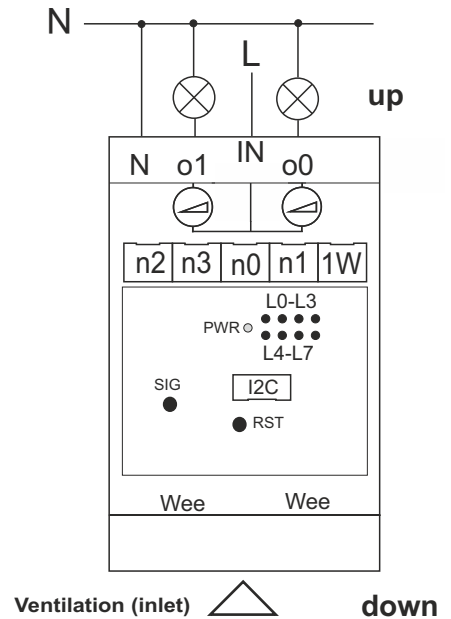 N
L
up
N o1 IN o0
n2 n3 n0 n1 1W
L0-L3
PWR
L4-L7
SIG
I2C
RST
Wee Wee
Ventilation (inlet) down